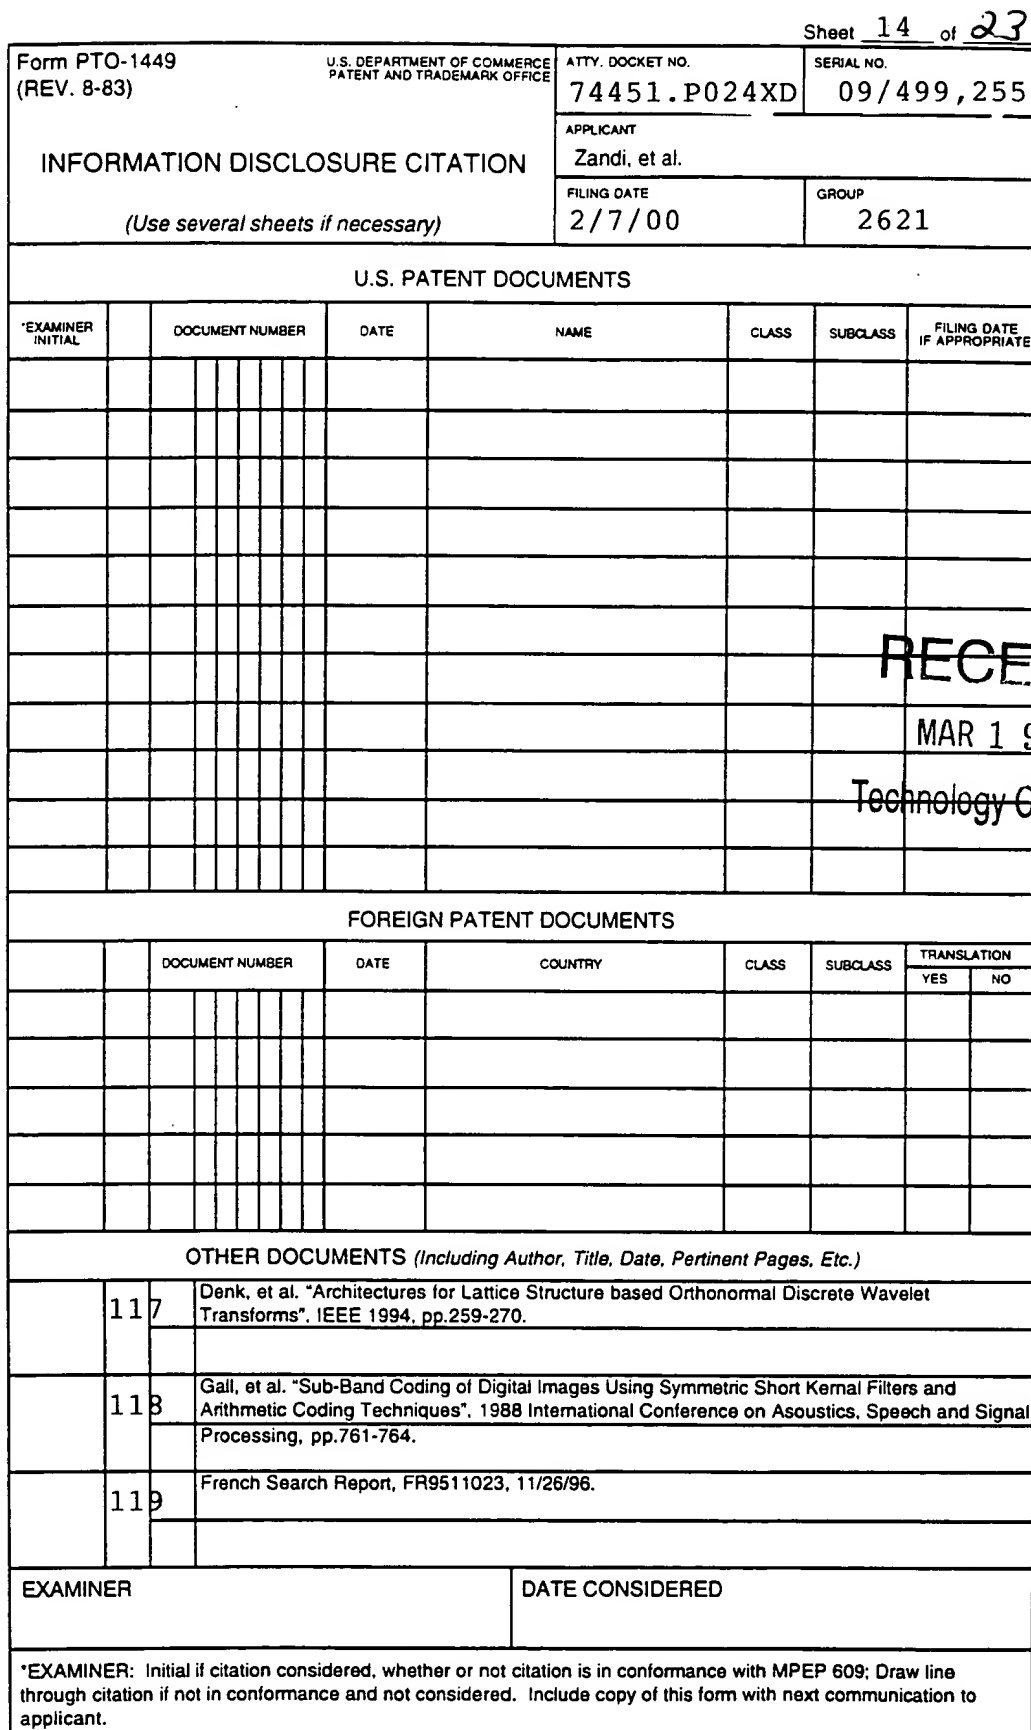 Sheet 14 of 23
Form PTO-1449
(REV. 8-83)
U.S. DEPARTMENT OF COMMERCE
PATENT AND TRADEMARK OFFICE
ATTY. DOCKET NO.
74451.P024XD
SERIAL NO.
09/499,255
INFORMATION DISCLOSURE CITATION
(Use several sheets if necessary)
APPLICANT
Zandi, et al.
FILING DATE
2/7/00
GROUP
2621
U.S. PATENT DOCUMENTS
*EXAMINER
INITIAL
DOCUMENT NUMBER
DATE
NAME
CLASS
SUBCLASS
FILING DATE
IF APPROPRIATE
RECE
MAR 1 9
Technology C
FOREIGN PATENT DOCUMENTS
DOCUMENT NUMBER
DATE
COUNTRY
CLASS
SUBCLASS
TRANSLATION
YES
NO
OTHER DOCUMENTS (Including Author, Title, Date, Pertinent Pages, Etc.)
117
Denk, et al. "Architectures for Lattice Structure based Orthonormal Discrete Wavelet
Transforms", IEEE 1994, pp.259-270.
118
Gall, et al. "Sub-Band Coding of Digital Images Using Symmetric Short Kernal Filters and
Arithmetic Coding Techniques", 1988 International Conference on Asoustics, Speech and Signal
Processing, pp.761-764.
119
French Search Report, FR9511023, 11/26/96.
EXAMINER
DATE CONSIDERED
*EXAMINER: Initial if citation considered, whether or not citation is in conformance with MPEP 609; Draw line
through citation if not in conformance and not considered. Include copy of this form with next communication to
applicant.